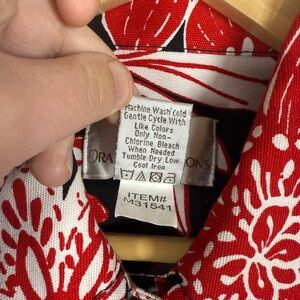 Machine Wash Cold
Gentle Cycle With
Like Colors
Only Non-
Chlorine Bleach
When Needed
Tumble Dry Low
Cool Iron
ITEM#
M31541